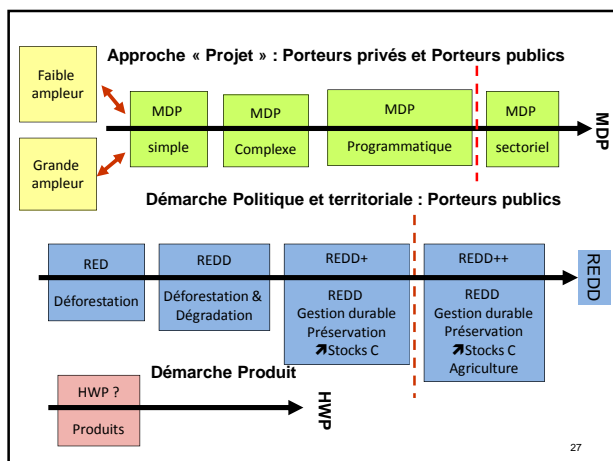 Approche « Projet » : Porteurs privés et Porteurs publics
Faible
ampleur
Grande
ampleur
MDP
simple
MDP
Complexe
MDP
Programmatique
MDP
sectoriel
MDP
Démarche Politique et territoriale : Porteurs publics
RED
Déforestation
REDD
Déforestation &
Dégradation
REDD+
REDD
Gestion durable
Préservation
↗Stocks C
REDD++
REDD
Gestion durable
Préservation
↗Stocks C
Agriculture
REDD
Démarche Produit
HWP ?
Produits
HWP
27